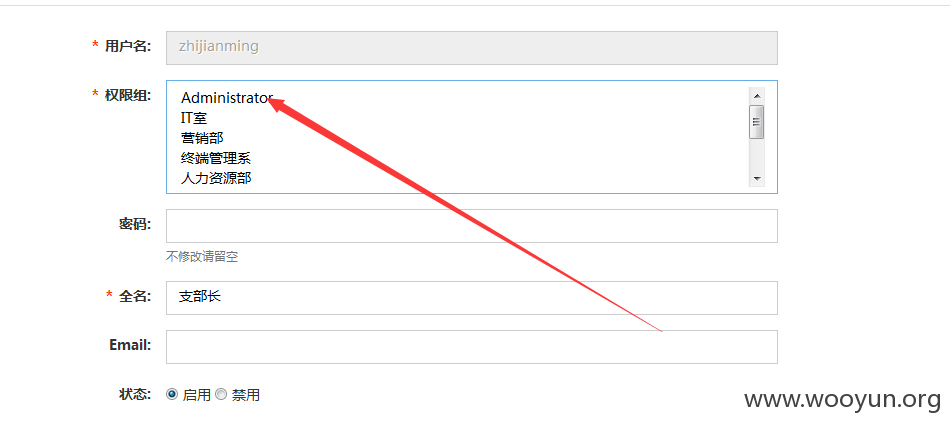 * 用户名: zhijianming
* 权限组: Administrator
IT室
营销部
终端管理系
人力资源部
密码:
不修改请留空
* 全名: 支部长
Email:
状态: 启用 禁用
www.wooyun.org